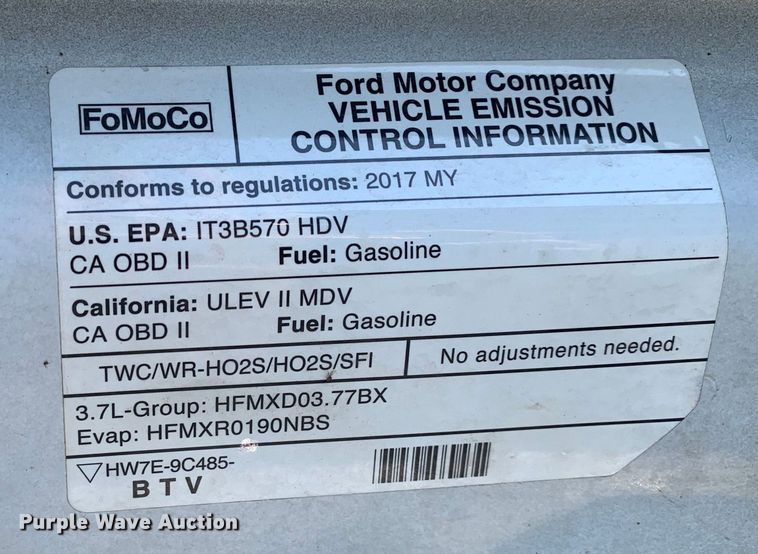 FoMoCo
Ford Motor Company
VEHICLE EMISSION
CONTROL INFORMATION
Conforms to regulations: 2017 MY
U.S. EPA: IT3B570 HDV
CA OBD II Fuel: Gasoline
California: ULEV II MDV
CA OBD II Fuel: Gasoline
TWC/WR-HO2S/HO2S/SFI No adjustments needed.
3.7L-Group: HFMXD03.77BX
Evap: HFMXR0190NBS
HW7E-9C485-
B T V
Purple Wave Auction